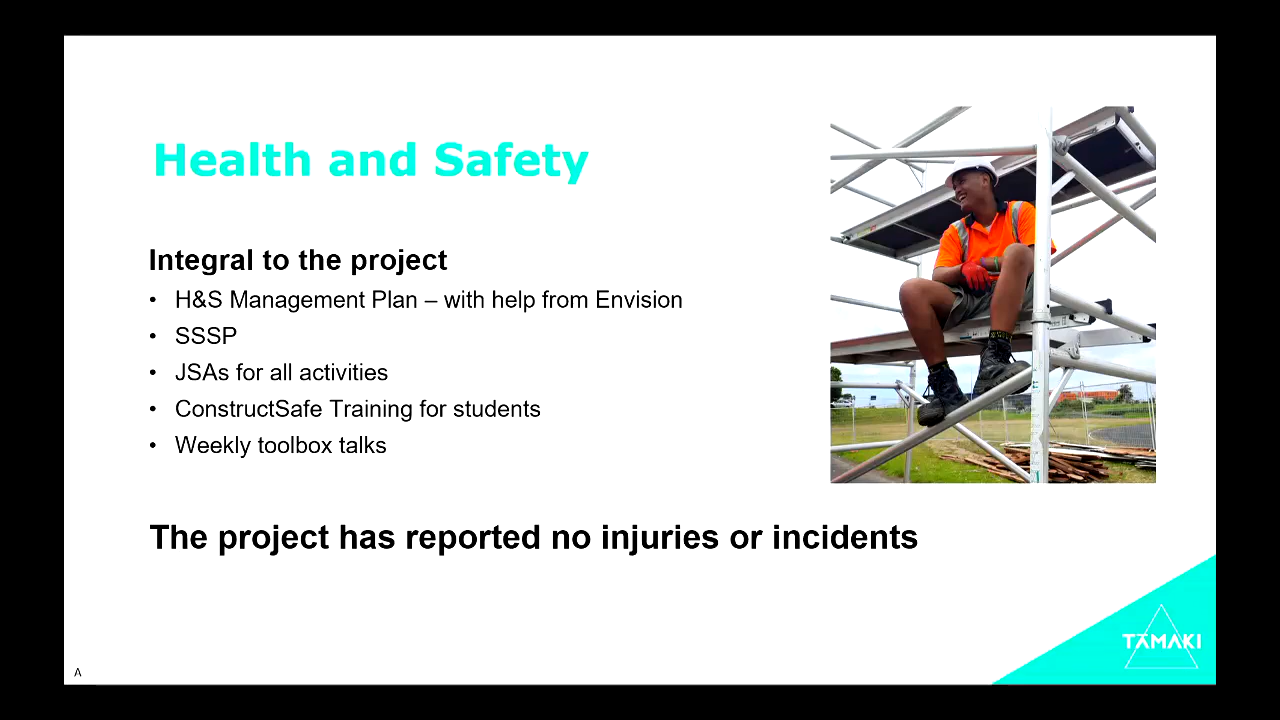 Health and Safety
Integral to the project
• H&S Management Plan – with help from Envision
• SSSP
• JSAs for all activities
• ConstructSafe Training for students
• Weekly toolbox talks
The project has reported no injuries or incidents
TĀMAKI
A